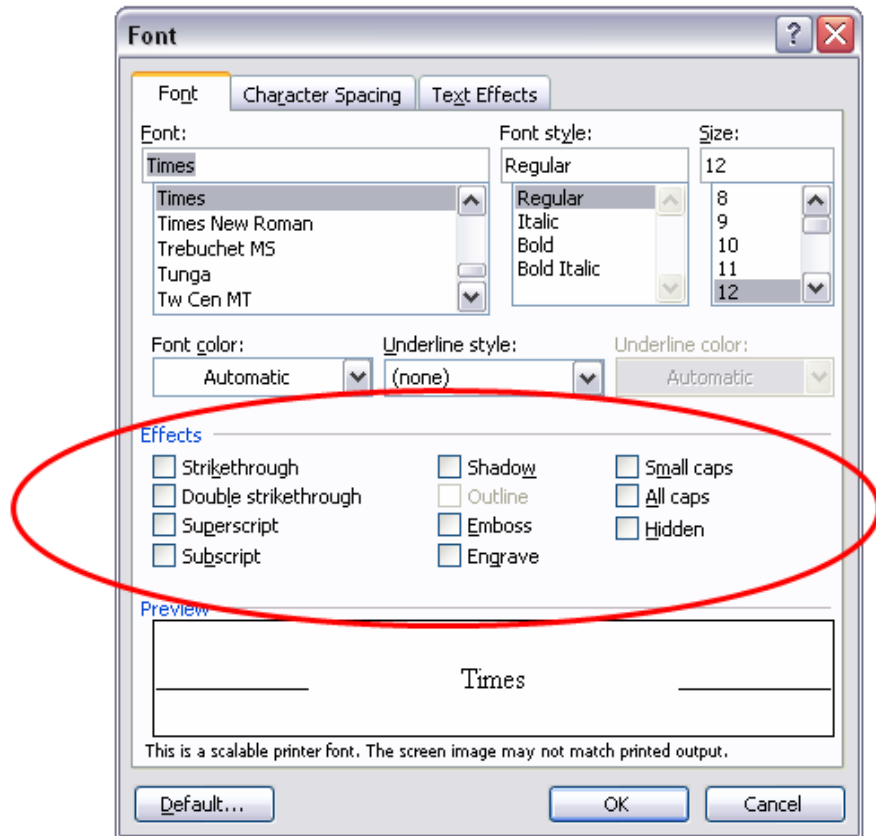 Font
Font Character Spacing Text Effects
Font: Font style: Size:
Times Regular 12
Times Regular 8
Times New Roman Italic 9
Trebuchet MS Bold 10
Tunga Bold Italic 11
Tw Cen MT 12
Font color: Underline style: Underline color:
Automatic (none) Automatic
Effects
Strikethrough Shadow Small caps
Double strikethrough Outline All caps
Superscript Emboss Hidden
Subscript Engrave
Preview
Times
This is a scalable printer font. The screen image may not match printed output.
Default... OK Cancel